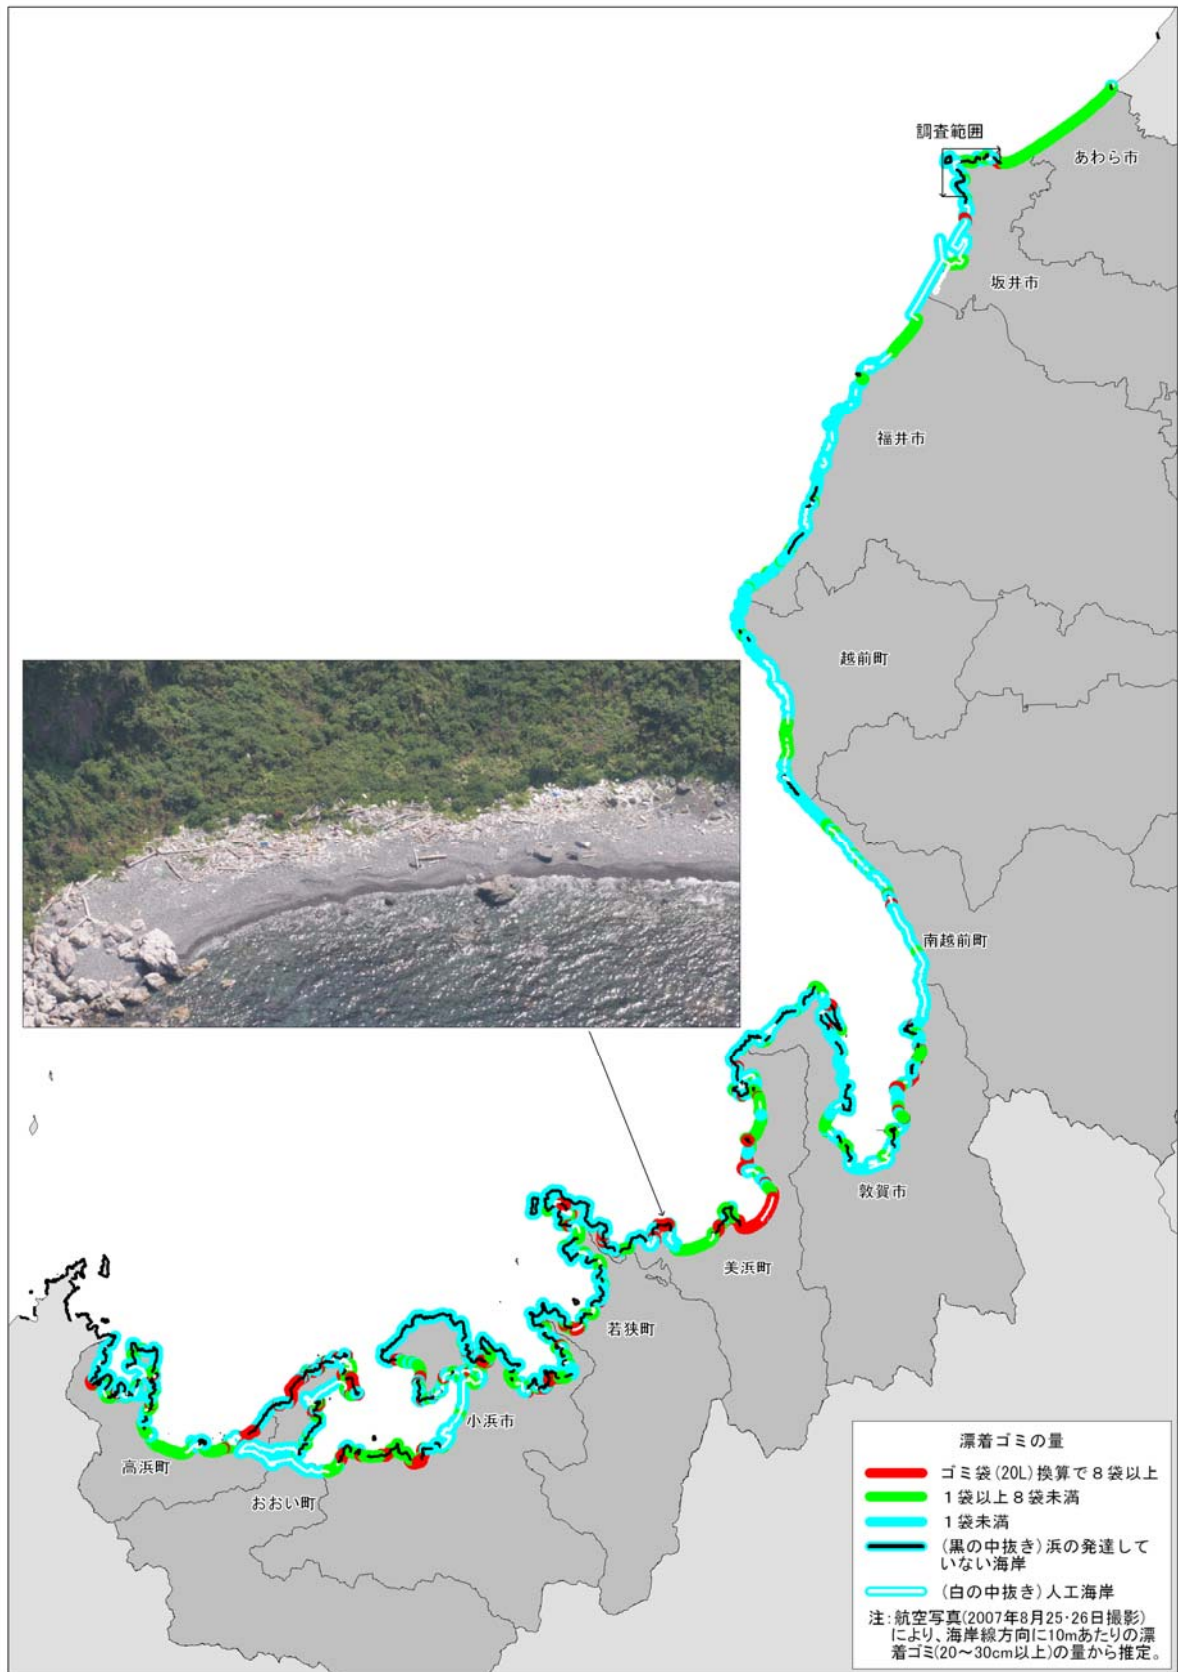 調査範囲
あわら市
坂井市
福井市
越前町
南越前町
敦賀市
美浜町
若狭町
小浜市
高浜町
おおい町
漂着ゴミの量
ゴミ袋(20L)換算で８袋以上
１袋以上８袋未満
１袋未満
(黒の中抜き)浜の発達して
いない海岸
(白の中抜き)人工海岸
注:航空写真(2007年8月25･26日撮影)
により、海岸線方向に10mあたりの漂
着ゴミ(20～30cm以上)の量から推定。